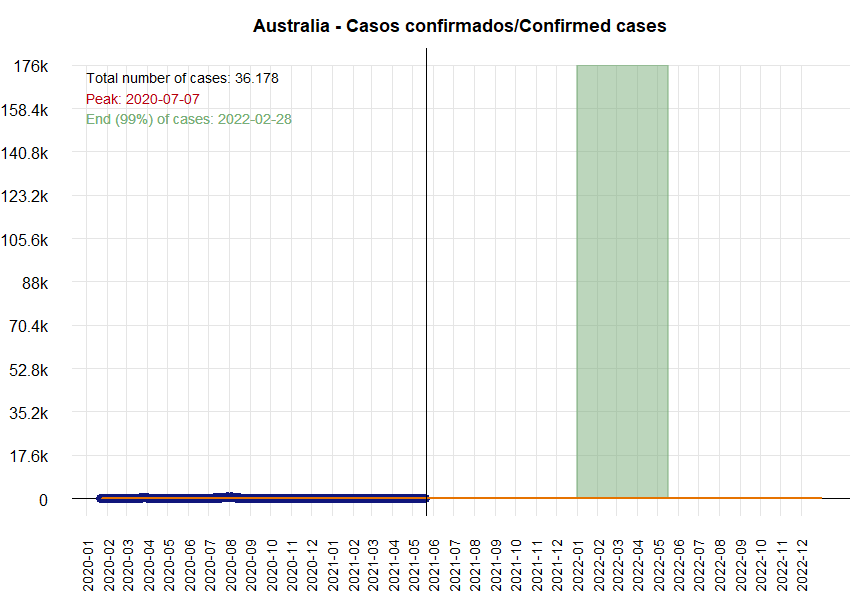 Australia - Casos confirmados/Confirmed cases
176k
Total number of cases: 36.178
Peak: 2020-07-07
158.4k
End (99%) of cases: 2022-02-28
140.8k
123.2k
105.6k
88k
70.4k
52.8k
35.2k
17.6k
0
2020-01
2020-02
2020-03
2020-04
2020-05
2020-06
2020-07
2020-08
2020-09
2020-10
2020-11
2020-12
2021-01
2021-02
2021-03
2021-04
2021-05
2021-06
2021-07
2021-08
2021-09
2021-10
2021-11
2021-12
2022-01
2022-02
2022-03
2022-04
2022-05
2022-06
2022-07
2022-08
2022-09
2022-10
2022-11
2022-12